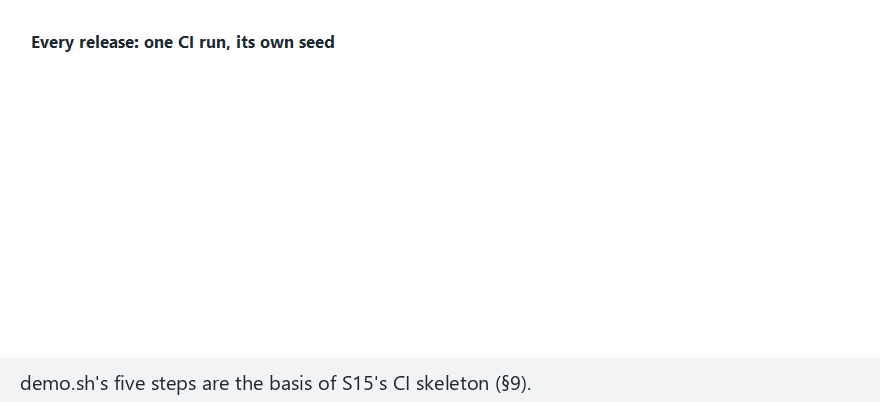 Every release: one CI run, its own seed
demo.sh's five steps are the basis of S15's CI skeleton (§9).